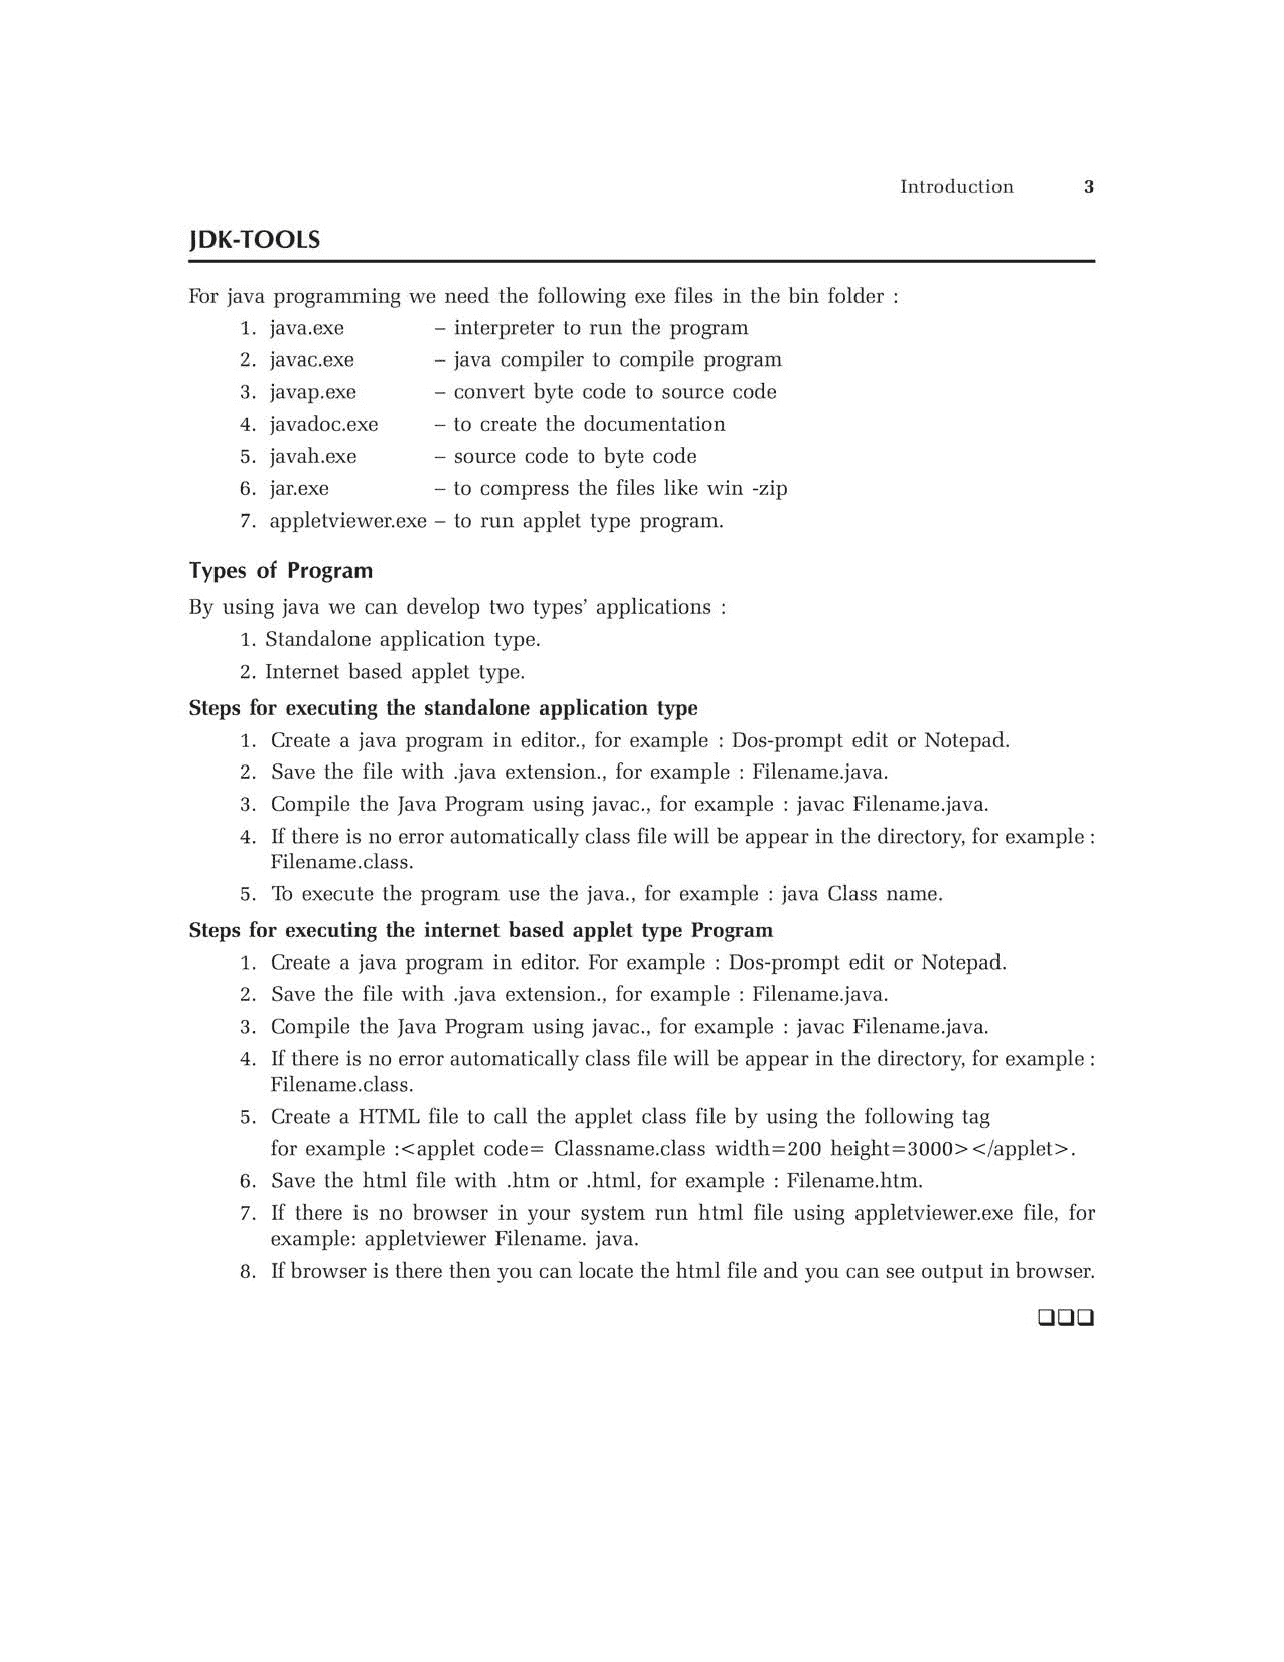 Introduction 3
JDK-TOOLS
For java programming we need the following exe files in the bin folder :
1. java.exe – interpreter to run the program
2. javac.exe – java compiler to compile program
3. javap.exe – convert byte code to source code
4. javadoc.exe – to create the documentation
5. javah.exe – source code to byte code
6. jar.exe – to compress the files like win -zip
7. appletviewer.exe – to run applet type program.
Types of Program
By using java we can develop two types’ applications :
1. Standalone application type.
2. Internet based applet type.
Steps for executing the standalone application type
1. Create a java program in editor., for example : Dos-prompt edit or Notepad.
2. Save the file with .java extension., for example : Filename.java.
3. Compile the Java Program using javac., for example : javac Filename.java.
4. If there is no error automatically class file will be appear in the directory, for example :
Filename.class.
5. To execute the program use the java., for example : java Class name.
Steps for executing the internet based applet type Program
1. Create a java program in editor. For example : Dos-prompt edit or Notepad.
2. Save the file with .java extension., for example : Filename.java.
3. Compile the Java Program using javac., for example : javac Filename.java.
4. If there is no error automatically class file will be appear in the directory, for example :
Filename.class.
5. Create a HTML file to call the applet class file by using the following tag
for example :<applet code= Classname.class width=200 height=3000></applet>.
6. Save the html file with .htm or .html, for example : Filename.htm.
7. If there is no browser in your system run html file using appletviewer.exe file, for
example: appletviewer Filename. java.
8. If browser is there then you can locate the html file and you can see output in browser.
❑❑❑